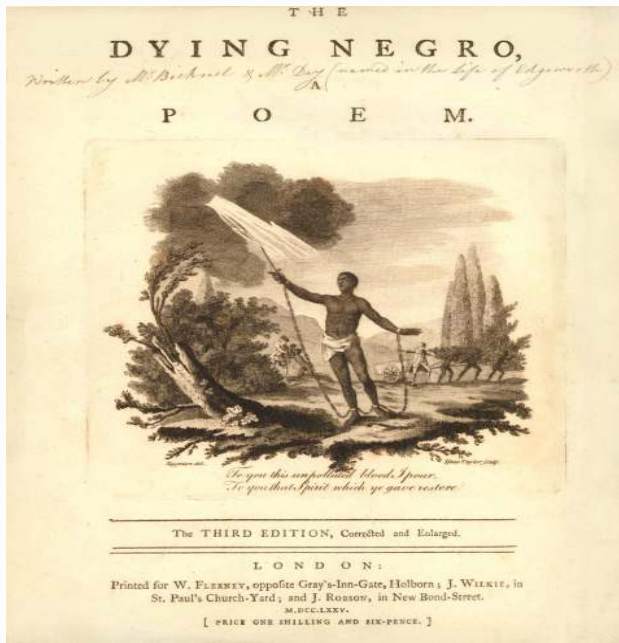 THE
DYING NEGRO,
Written by Mr. Bicknel & Mr. Day (named in the Life of Edgeworth)
A
POEM.
To you this unpolluted blood I pour,
To you that Spirit which ye gave restore
The THIRD EDITION, Corrected and Enlarged.
LONDON:
Printed for W. FLEXNEY, opposite Gray's-Inn-Gate, Holborn; J. WILKIE, in
St. Paul's Church-Yard; and J. ROBSON, in New Bond-Street.
M.DCC.LXXV.
[ PRICE ONE SHILLING AND SIX-PENCE. ]